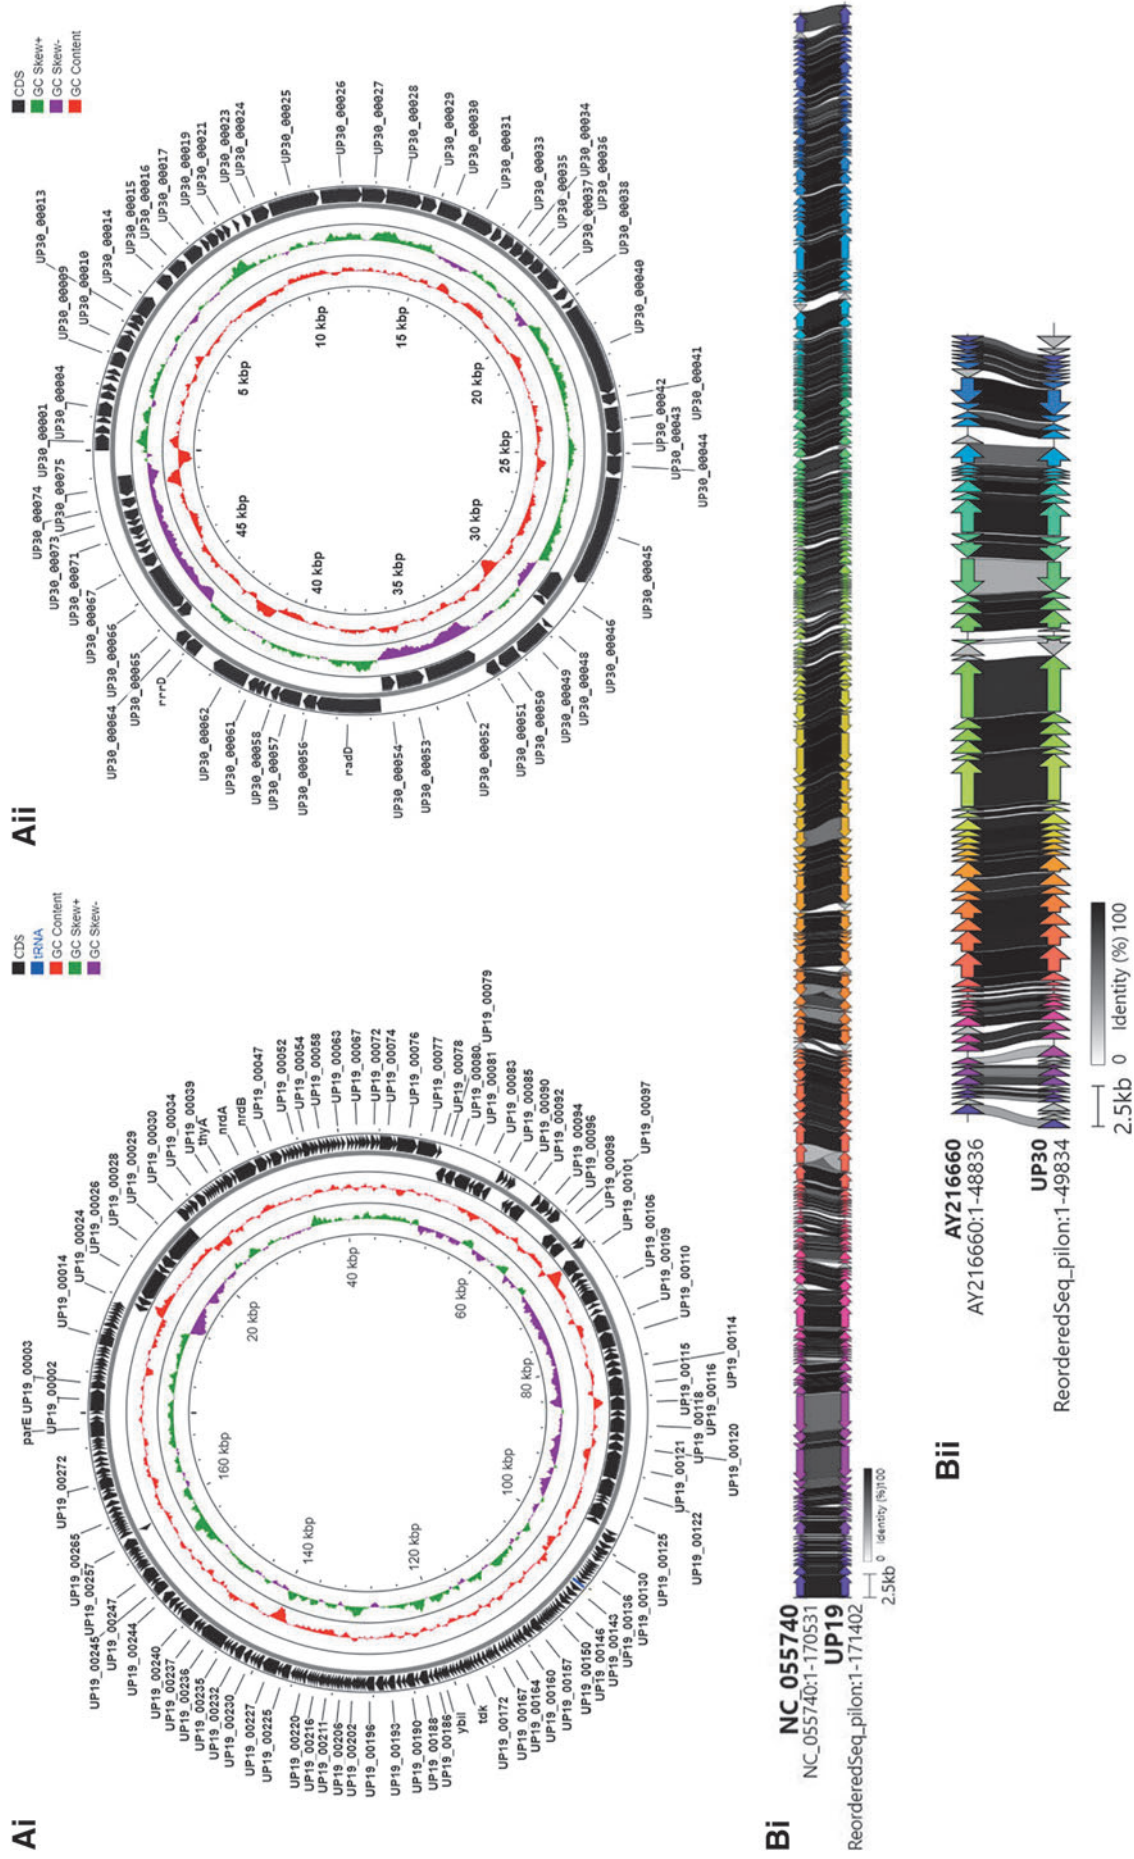 Ai
CDS
tRNA
GC Content
GC Skew+
GC Skew-
parE
UP19_00002
UP19_00003
UP19_00014
UP19_00024
UP19_00026
UP19_00028
UP19_00029
UP19_00030
UP19_00034
UP19_00039
thyA
nrdA
nrdB
UP19_00047
UP19_00052
UP19_00054
UP19_00058
UP19_00063
UP19_00067
UP19_00072
UP19_00074
UP19_00076
UP19_00077
UP19_00078
UP19_00079
UP19_00080
UP19_00081
UP19_00083
UP19_00085
UP19_00090
UP19_00092
UP19_00094
UP19_00096
UP19_00097
UP19_00098
UP19_00101
UP19_00106
UP19_00109
UP19_00110
UP19_00114
UP19_00115
UP19_00116
UP19_00118
UP19_00120
UP19_00121
UP19_00122
UP19_00125
UP19_00130
UP19_00136
UP19_00143
UP19_00146
UP19_00150
UP19_00157
UP19_00160
UP19_00164
UP19_00167
UP19_00172
tdk
ybiI
UP19_00186
UP19_00188
UP19_00190
UP19_00193
UP19_00196
UP19_00202
UP19_00206
UP19_00211
UP19_00216
UP19_00220
UP19_00225
UP19_00227
UP19_00230
UP19_00232
UP19_00235
UP19_00236
UP19_00237
UP19_00240
UP19_00244
UP19_00247
UP19_00245
UP19_00257
UP19_00265
UP19_00272
20 kbp
40 kbp
60 kbp
80 kbp
100 kbp
120 kbp
140 kbp
160 kbp
Aii
CDS
GC Skew+
GC Skew-
GC Content
UP30_00001
UP30_00004
UP30_00009
UP30_00010
UP30_00013
UP30_00014
UP30_00015
UP30_00016
UP30_00017
UP30_00019
UP30_00021
UP30_00023
UP30_00024
UP30_00025
UP30_00026
UP30_00027
UP30_00028
UP30_00029
UP30_00030
UP30_00031
UP30_00033
UP30_00034
UP30_00035
UP30_00036
UP30_00037
UP30_00038
UP30_00040
UP30_00041
UP30_00042
UP30_00043
UP30_00044
UP30_00045
UP30_00046
UP30_00048
UP30_00049
UP30_00050
UP30_00051
UP30_00052
UP30_00053
UP30_00054
radD
UP30_00056
UP30_00057
UP30_00058
UP30_00061
UP30_00062
rrrD
UP30_00064
UP30_00065
UP30_00066
UP30_00067
UP30_00071
UP30_00073
UP30_00074
UP30_00075
5 kbp
10 kbp
15 kbp
20 kbp
25 kbp
30 kbp
35 kbp
40 kbp
45 kbp
Bi
NC_055740
NC_055740:1-170531
UP19
ReorderedSeq_pilon:1-171402
2.5kb
0 Identity (%)100
Bii
AY216660
AY216660:1-48836
UP30
ReorderedSeq_pilon:1-49834
2.5kb
0 Identity (%) 100